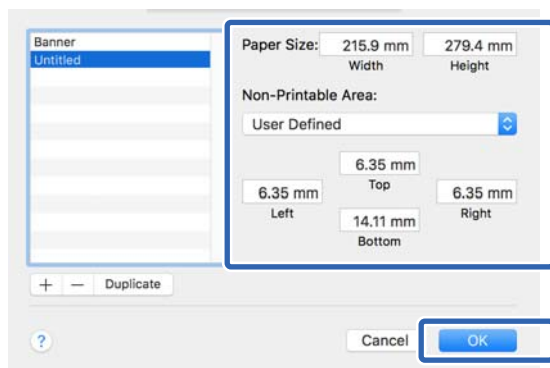 Banner
Untitled
Paper Size: 215.9 mm 279.4 mm
Width Height
Non-Printable Area:
User Defined
6.35 mm
Top
6.35 mm 6.35 mm
Left Right
14.11 mm
Bottom
+ − Duplicate
? Cancel OK